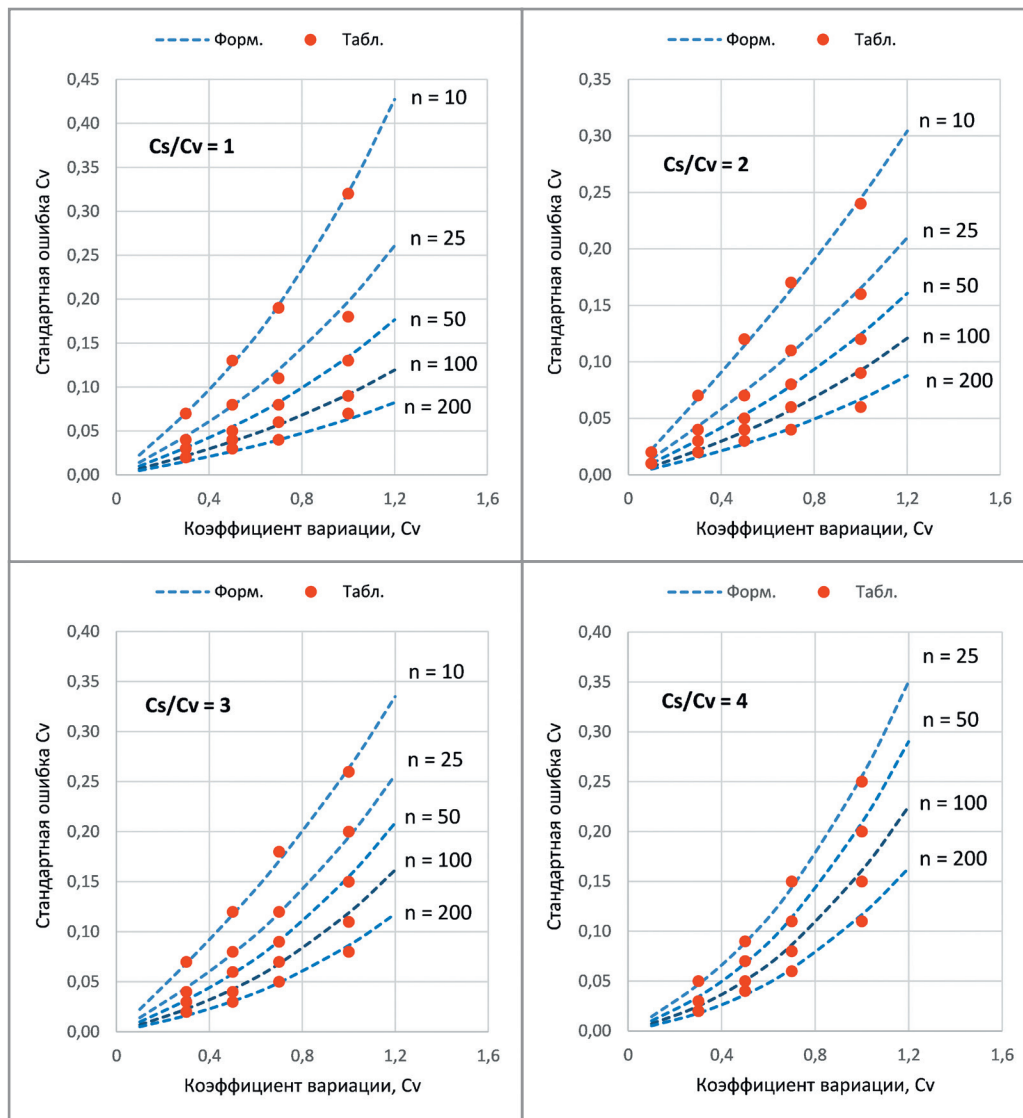 Форм. Табл.
0,45
n = 10
0,40
Cs/Cv = 1
0,35
0,30
n = 25
0,25
0,20
n = 50
0,15
n = 100
0,10
n = 200
0,05
0,00
0 0,4 0,8 1,2 1,6
Стандартная ошибка Cv
Коэффициент вариации, Cv
Форм. Табл.
0,35
n = 10
0,30
Cs/Cv = 2
0,25
n = 25
0,20
n = 50
0,15
n = 100
0,10
n = 200
0,05
0,00
0 0,4 0,8 1,2 1,6
Стандартная ошибка Cv
Коэффициент вариации, Cv
Форм. Табл.
0,40
n = 10
0,35
Cs/Cv = 3
0,30
n = 25
0,25
n = 50
0,20
n = 100
0,15
n = 200
0,10
0,05
0,00
0 0,4 0,8 1,2 1,6
Стандартная ошибка Cv
Коэффициент вариации, Cv
Форм. Табл.
0,40
n = 25
0,35
Cs/Cv = 4
n = 50
0,30
0,25
n = 100
0,20
n = 200
0,15
0,10
0,05
0,00
0 0,4 0,8 1,2 1,6
Стандартная ошибка Cv
Коэффициент вариации, Cv